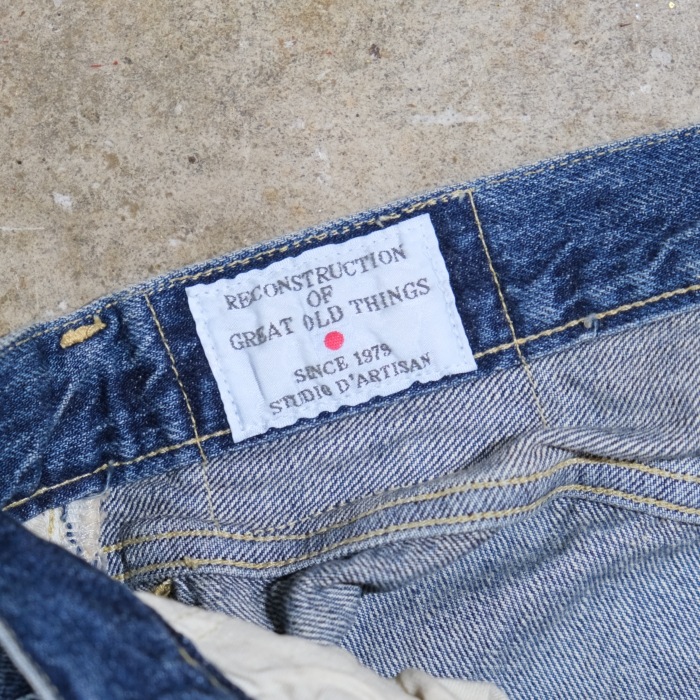 RECONSTRUCTION
OF
GREAT OLD THINGS
SINCE 1979
STUDIO D'ARTISAN